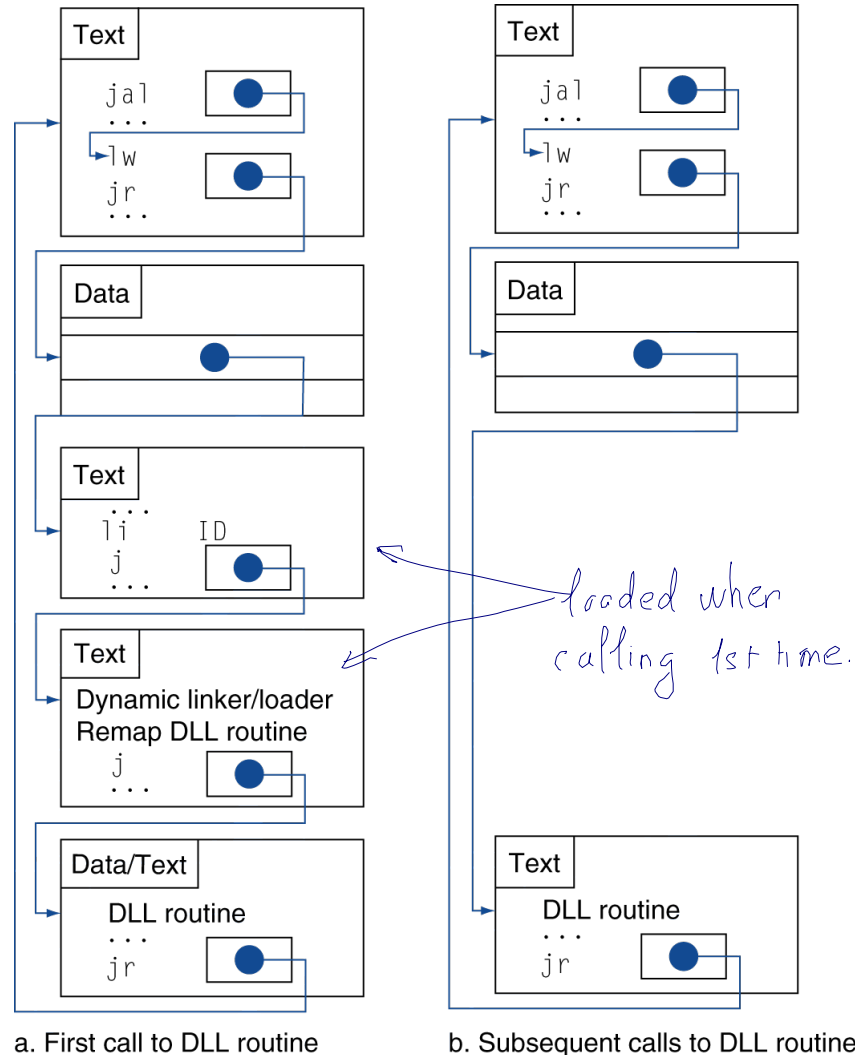 Text
jal
...
lw
jr
...
Data
Text
...
li ID
j
...
Text
Dynamic linker/loader
Remap DLL routine
j
...
Data/Text
DLL routine
...
jr
a. First call to DLL routine
Text
jal
...
lw
jr
...
Data
loaded when
calling 1st time.
Text
DLL routine
...
jr
b. Subsequent calls to DLL routine